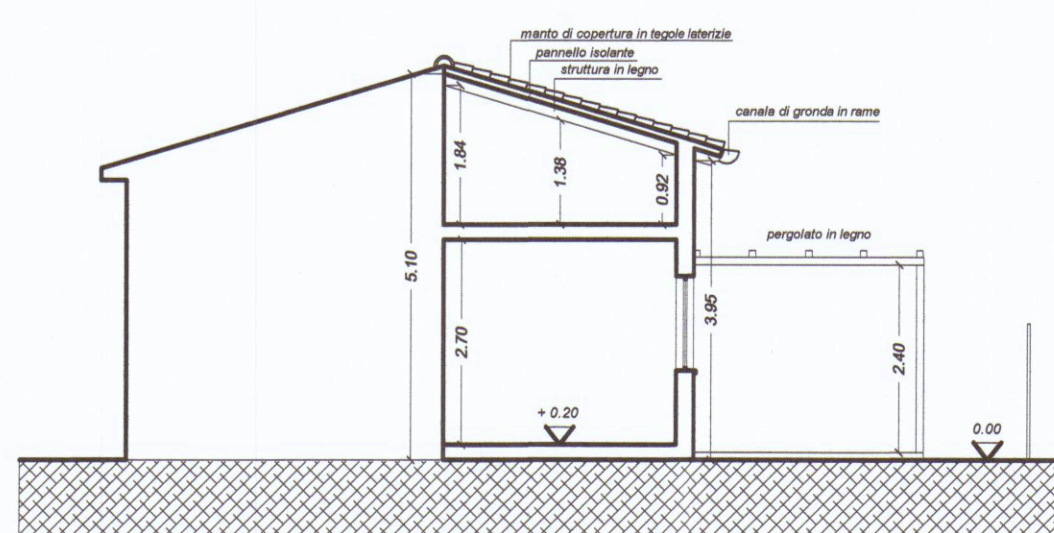 manto di copertura in tegole laterizie
pannello isolante
struttura in legno
canala di gronda in rame
1.84
1.38
0.92
pergolato in legno
5.10
3.95
2.70
2.40
+ 0.20
0.00